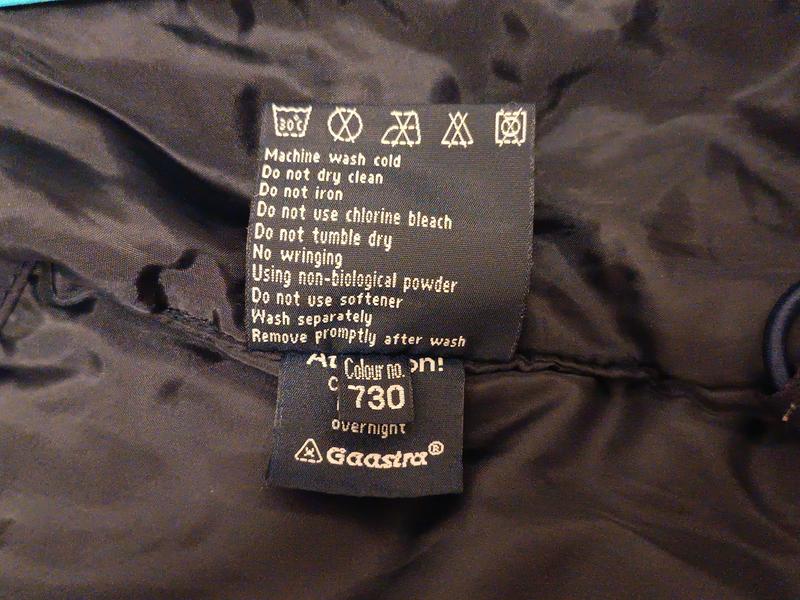 30°C
Machine wash cold
Do not dry clean
Do not iron
Do not use chlorine bleach
Do not tumble dry
No wringing
Using non-biological powder
Do not use softener
Wash separately
Remove promptly after wash
Colour no.
730
overnight
Gaastra®